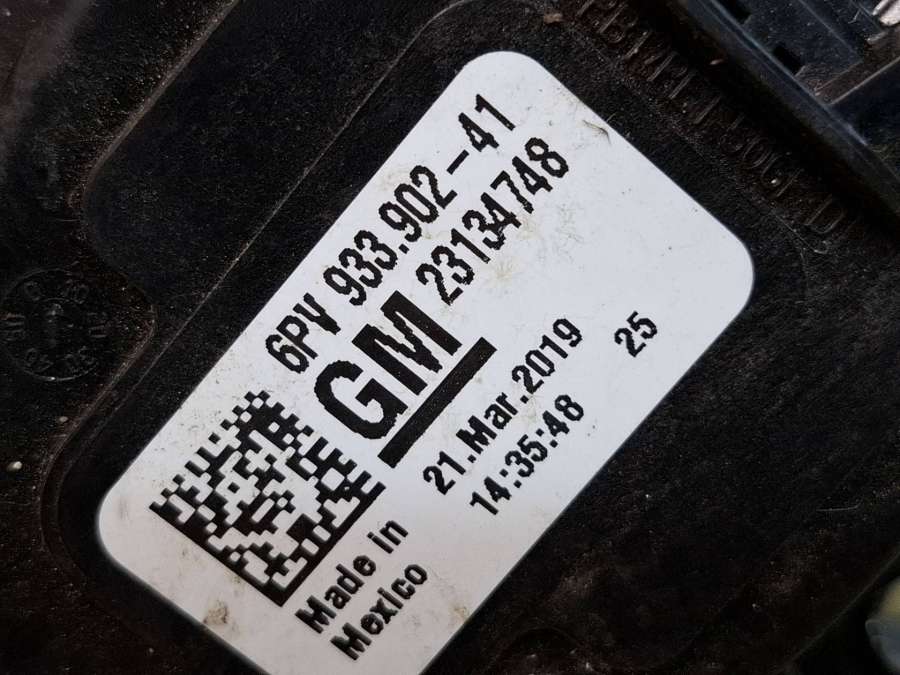 6PV 933.902-41
GM 23134748
21.Mar.2019
14:35:48 25
Made in
Mexico